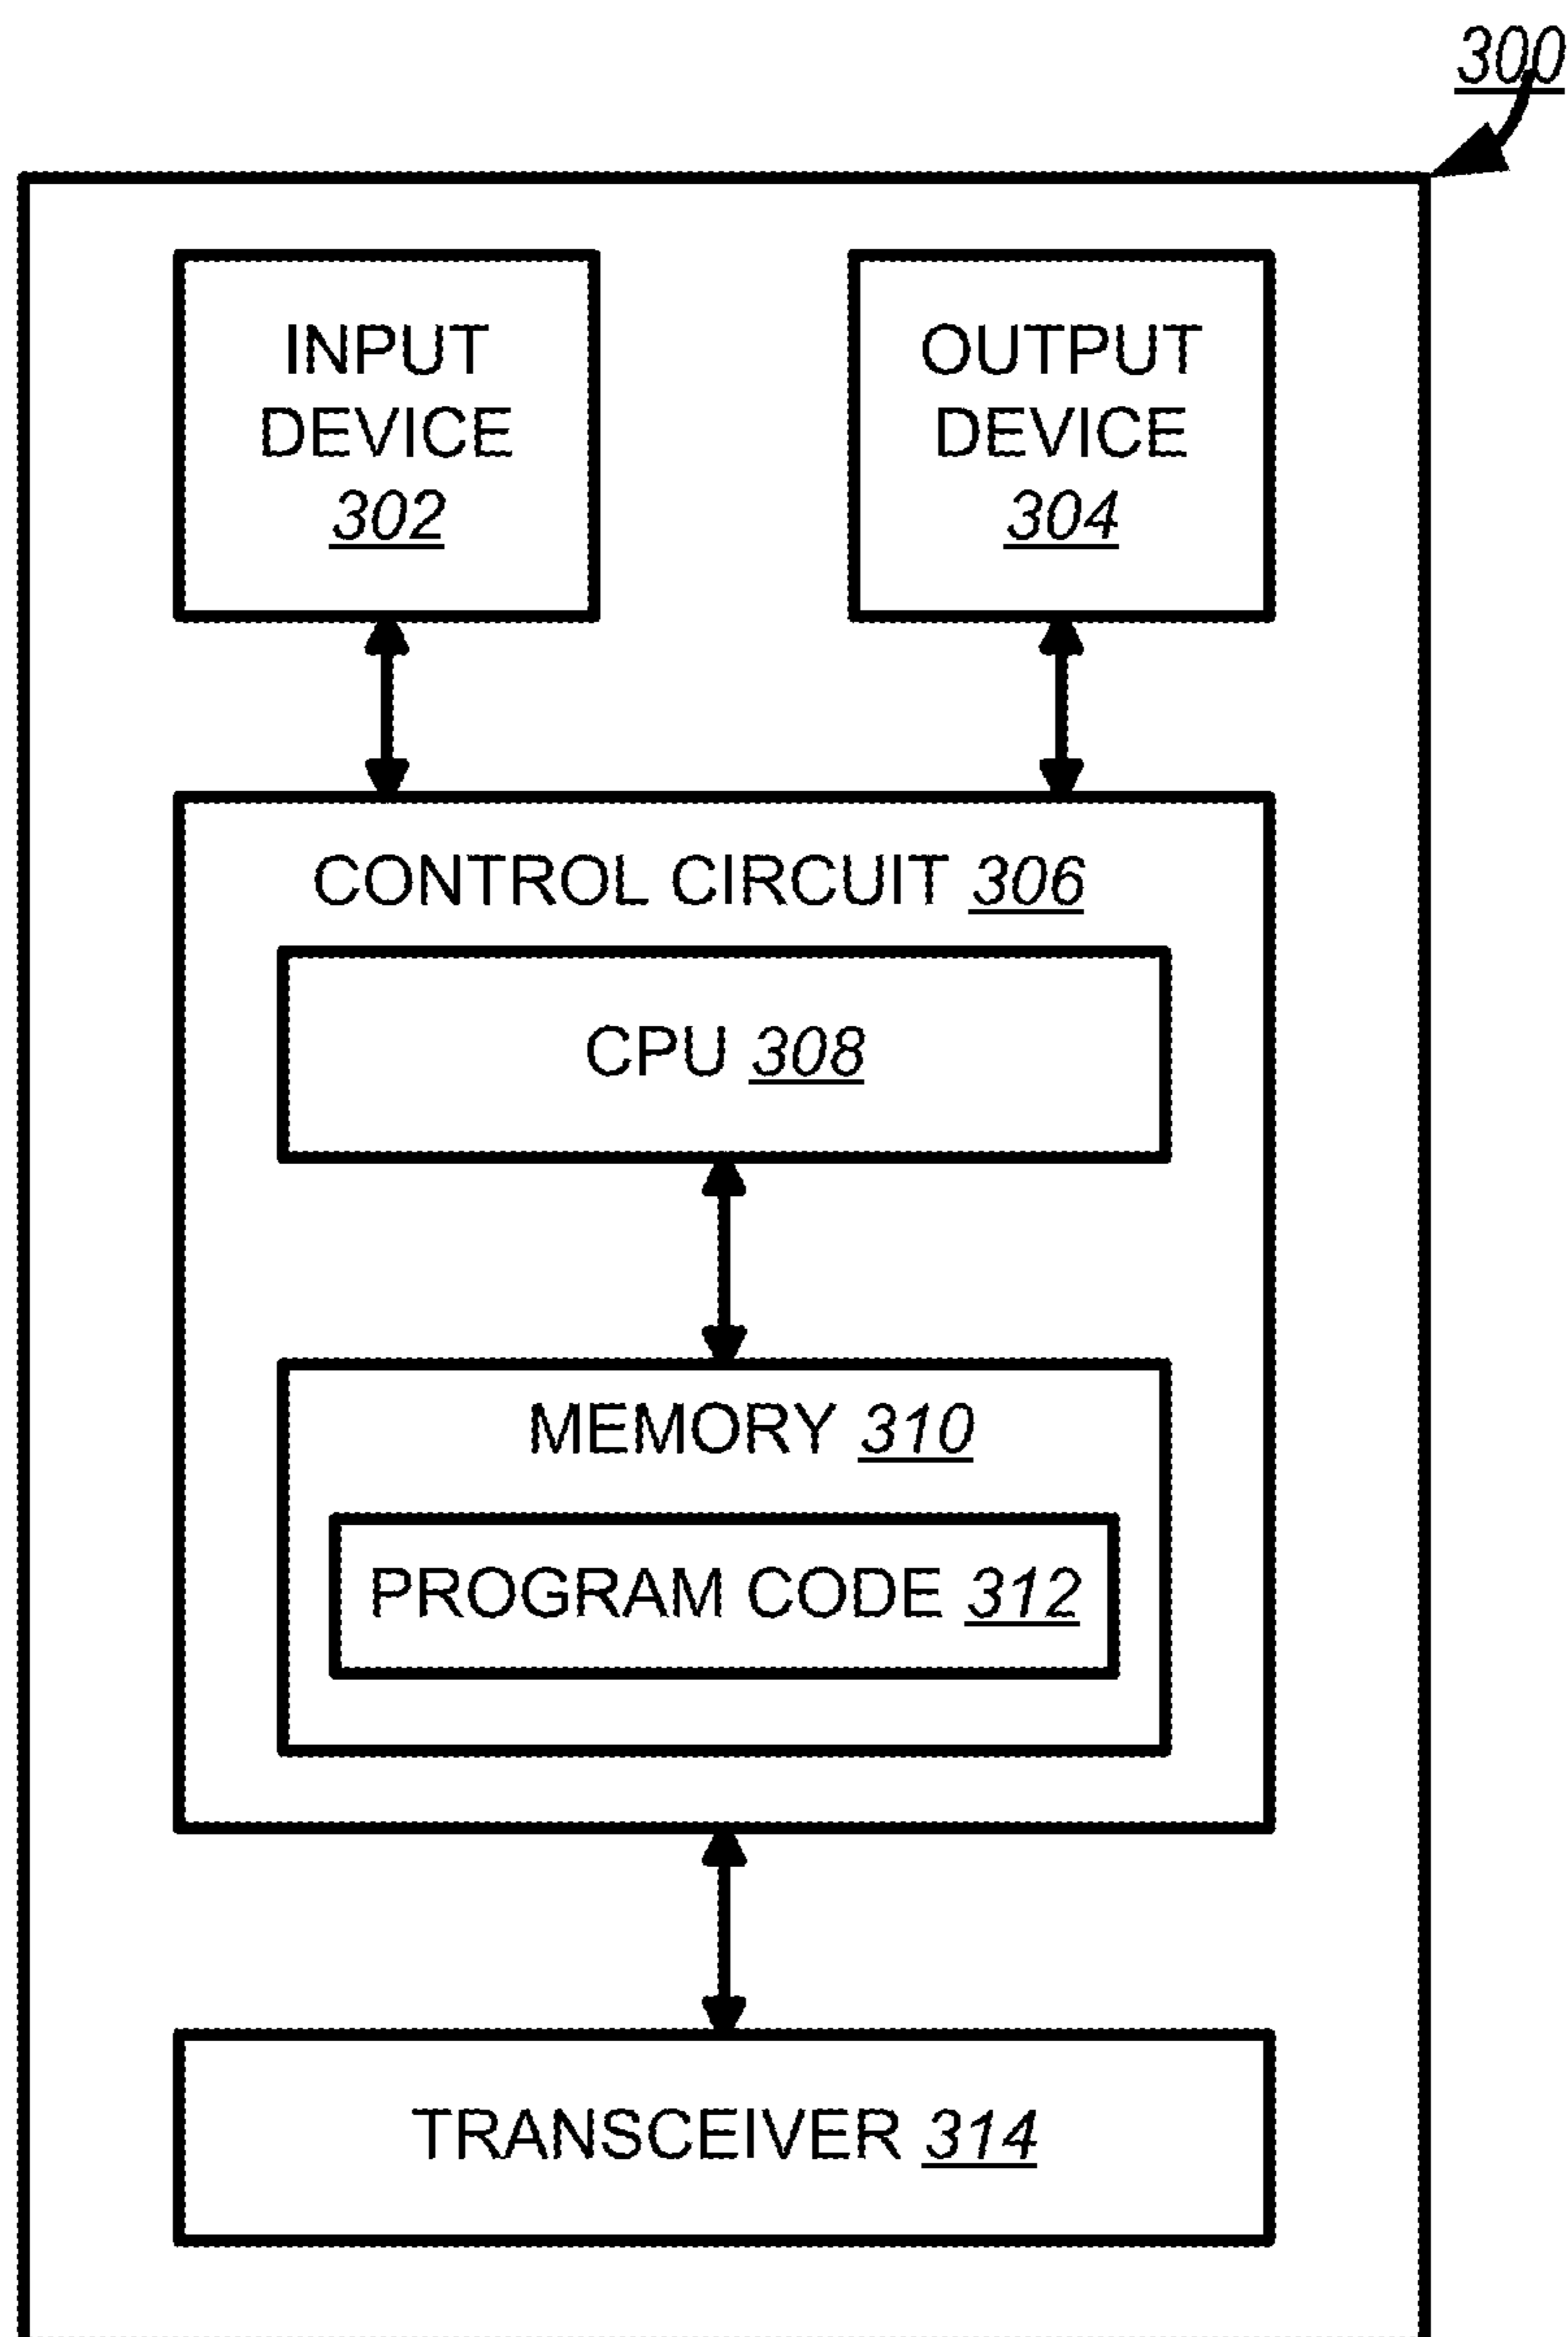 300
INPUT
DEVICE
302
OUTPUT
DEVICE
304
CONTROL CIRCUIT 306
CPU 308
MEMORY 310
PROGRAM CODE 312
TRANSCEIVER 314